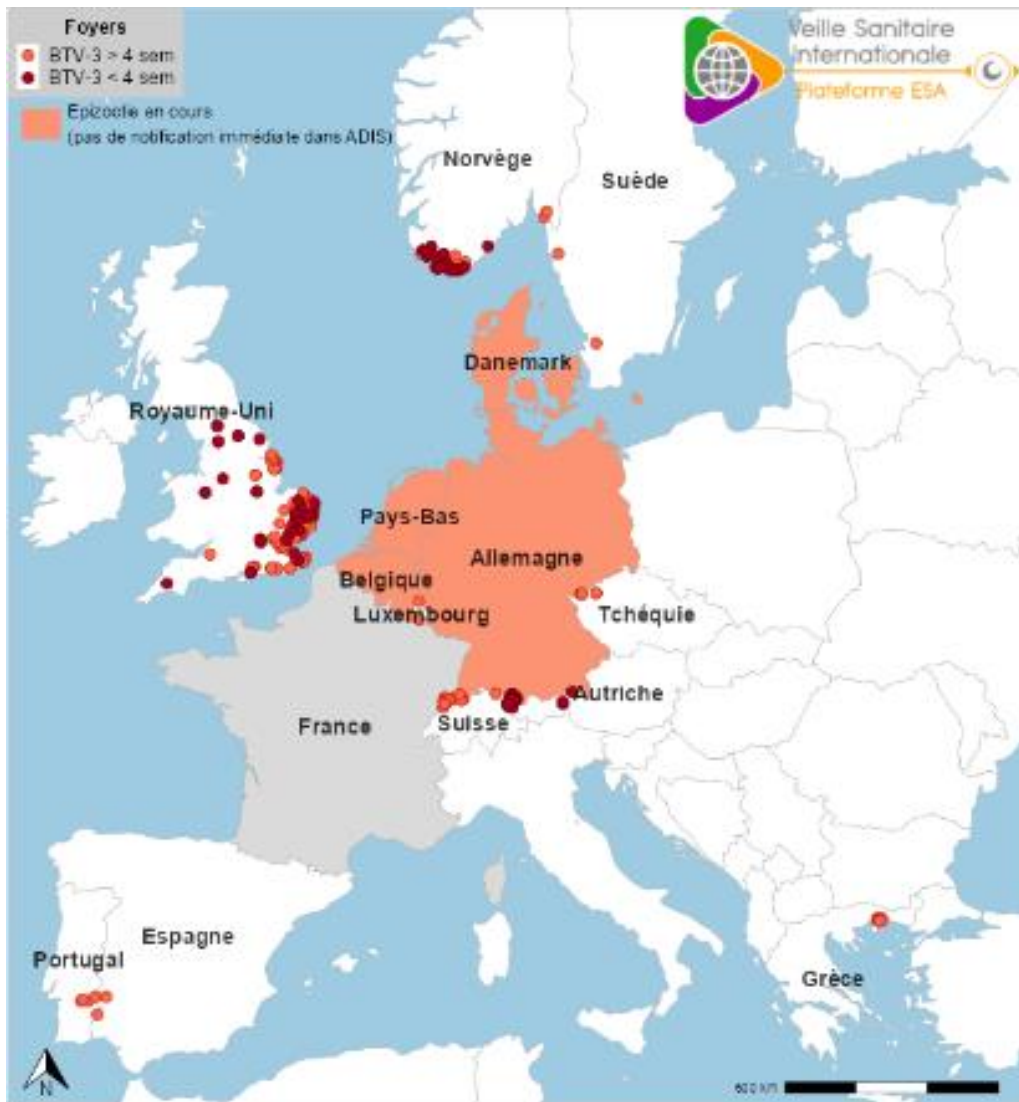 Foyers
BTV-3 > 4 sem
BTV-3 < 4 sem
Epizootie en cours
(pas de notification immédiate dans ADIS)
Veille Sanitaire
Internationale
Plateforme ESA
Norvège
Suède
Danemark
Royaume-Uni
Pays-Bas
Allemagne
Belgique
Luxembourg
Tchéquie
Autriche
Suisse
France
Espagne
Portugal
Grèce
N
600 km